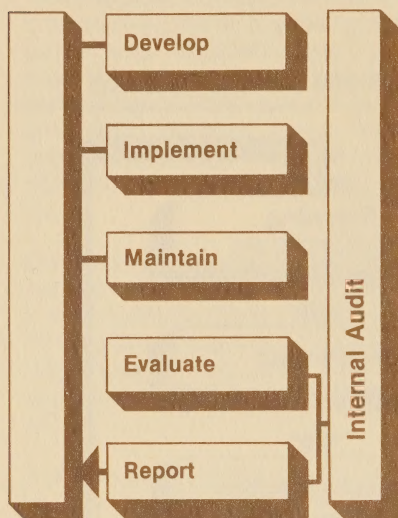 Develop
Implement
Maintain
Evaluate
Report
Internal Audit